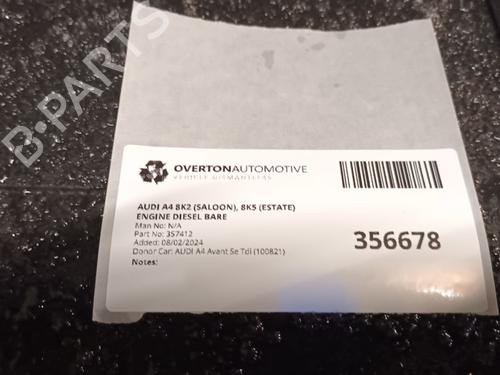 B-PARTS
OVERTONAUTOMOTIVE
VEHICLE DISMANTLERS
AUDI A4 8K2 (SALOON), 8K5 (ESTATE)
ENGINE DIESEL BARE
Man No: N/A
Part No: 357412
Added: 08/02/2024
Donor Car: AUDI A4 Avant Se Tdi (100821)
Notes:
356678